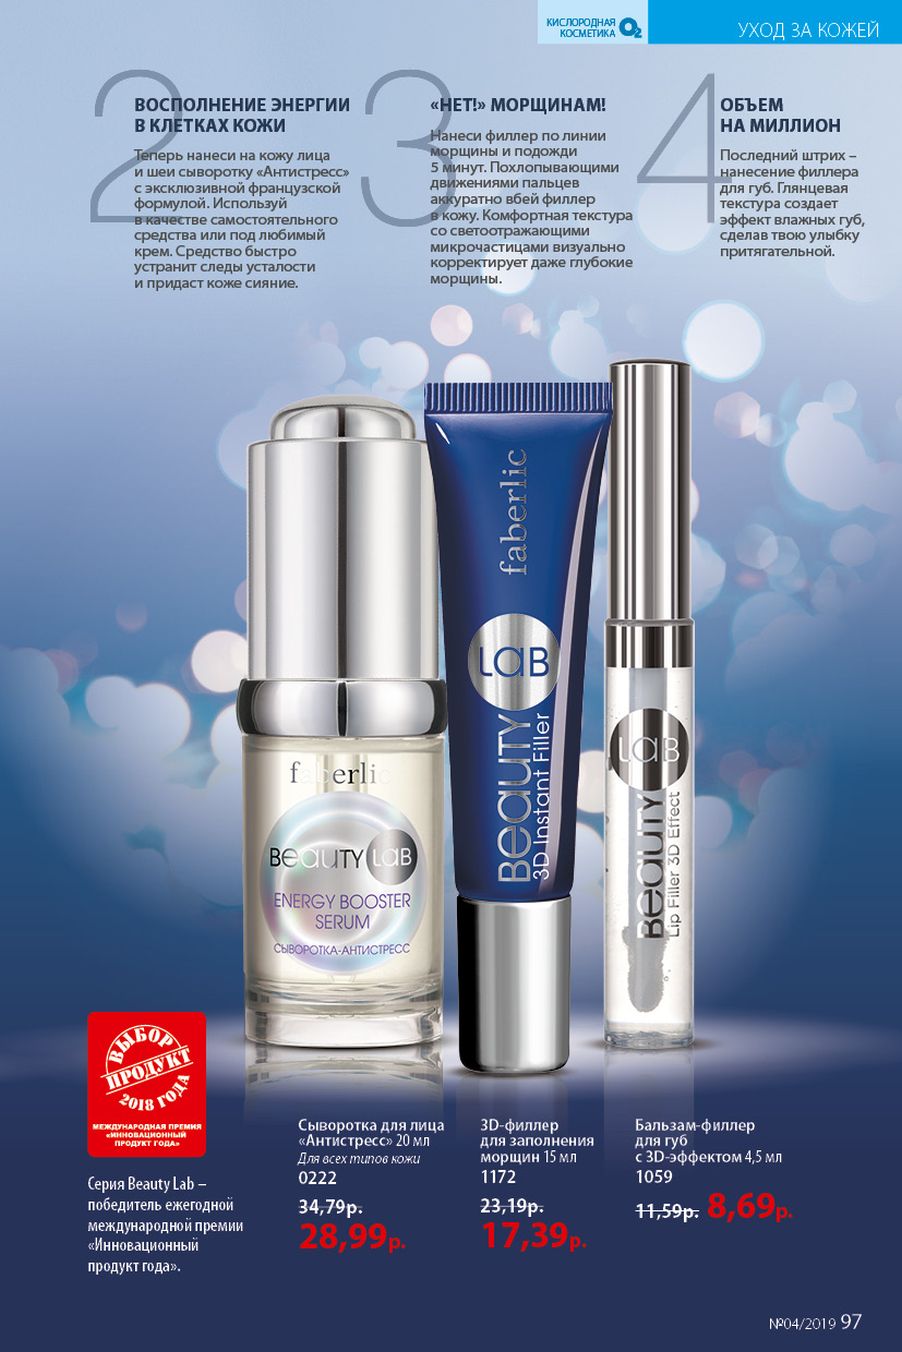 КИСЛОРОДНАЯ
КОСМЕТИКА O2
УХОД ЗА КОЖЕЙ
2
ВОСПОЛНЕНИЕ ЭНЕРГИИ
В КЛЕТКАХ КОЖИ
Теперь нанеси на кожу лица
и шеи сыворотку «Антистресс»
с эксклюзивной французской
формулой. Используй
в качестве самостоятельного
средства или под любимый
крем. Средство быстро
устранит следы усталости
и придаст коже сияние.
3
«НЕТ!» МОРЩИНАМ!
Нанеси филлер по линии
морщины и подожди
5 минут. Похлопывающими
движениями пальцев
аккуратно вбей филлер
в кожу. Комфортная текстура
со светоотражающими
микрочастицами визуально
корректирует даже глубокие
морщины.
4
ОБЪЕМ
НА МИЛЛИОН
Последний штрих –
нанесение филлера
для губ. Глянцевая
текстура создает
эффект влажных губ,
сделав твою улыбку
притягательной.
faberlic
BEAUTY LAB
ENERGY BOOSTER
SERUM
СЫВОРОТКА-АНТИСТРЕСС
faberlic
BEAUTY LAB
3D Instant Filler
BEAUTY LAB
Lip Filler 3D Effect
ВЫБОР
ПРОДУКТ
2018 ГОДА
МЕЖДУНАРОДНАЯ ПРЕМИЯ
«ИННОВАЦИОННЫЙ
ПРОДУКТ ГОДА»
Серия Beauty Lab –
победитель ежегодной
международной премии
«Инновационный
продукт года».
Сыворотка для лица
«Антистресс» 20 мл
Для всех типов кожи
0222
34,79р.
28,99р.
3D-филлер
для заполнения
морщин 15 мл
1172
23,19р.
17,39р.
Бальзам-филлер
для губ
с 3D-эффектом 4,5 мл
1059
11,59р. 8,69р.
№04/2019 97